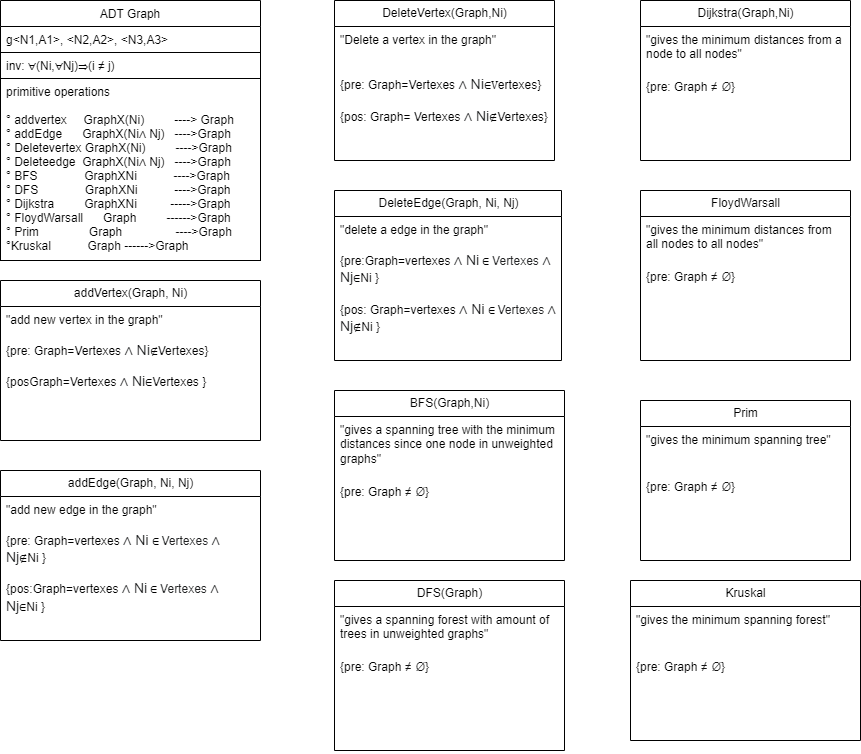 ADT Graph
g<N1,A1>, <N2,A2>, <N3,A3>
inv: ∀(Ni,∀Nj)⇒(i ≠ j)
primitive operations
° addvertex GraphX(Ni) ----> Graph
° addEdge GraphX(Ni∧ Nj) ---->Graph
° Deletevertex GraphX(Ni) ---->Graph
° Deleteedge GraphX(Ni∧ Nj) ---->Graph
° BFS GraphXNi ---->Graph
° DFS GraphXNi ---->Graph
° Dijkstra GraphXNi ----->Graph
° FloydWarsall Graph ------>Graph
° Prim Graph ---->Graph
°Kruskal Graph ------>Graph
addVertex(Graph, Ni)
"add new vertex in the graph"
{pre: Graph=Vertexes ∧ Ni∉Vertexes}
{posGraph=Vertexes ∧ Ni∈Vertexes }
addEdge(Graph, Ni, Nj)
"add new edge in the graph"
{pre: Graph=vertexes ∧ Ni ∈ Vertexes ∧
Nj∉Ni }
{pos:Graph=vertexes ∧ Ni ∈ Vertexes ∧
Nj∈Ni }
DeleteVertex(Graph,Ni)
"Delete a vertex in the graph"
{pre: Graph=Vertexes ∧ Ni∈Vertexes}
{pos: Graph= Vertexes ∧ Ni∉Vertexes}
DeleteEdge(Graph, Ni, Nj)
"delete a edge in the graph"
{pre:Graph=vertexes ∧ Ni ∈ Vertexes ∧
Nj∈Ni }
{pos: Graph=vertexes ∧ Ni ∈ Vertexes ∧
Nj∉Ni }
BFS(Graph,Ni)
"gives a spanning tree with the minimum
distances since one node in unweighted
graphs"
{pre: Graph ≠ ∅}
DFS(Graph)
"gives a spanning forest with amount of
trees in unweighted graphs"
{pre: Graph ≠ ∅}
Dijkstra(Graph,Ni)
"gives the minimum distances from a
node to all nodes"
{pre: Graph ≠ ∅}
FloydWarsall
"gives the minimum distances from
all nodes to all nodes"
{pre: Graph ≠ ∅}
Prim
"gives the minimum spanning tree"
{pre: Graph ≠ ∅}
Kruskal
"gives the minimum spanning forest"
{pre: Graph ≠ ∅}